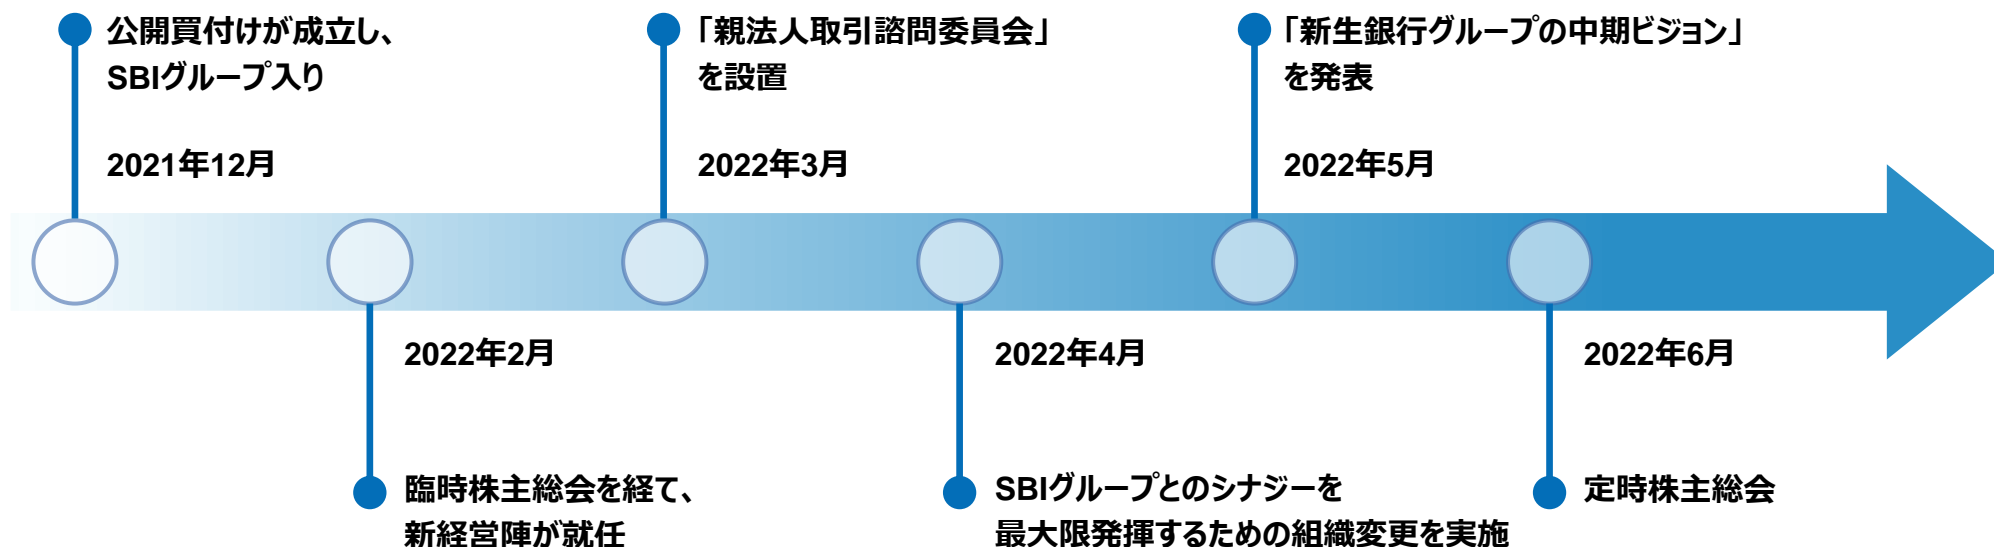 公開買付けが成立し、
SBIグループ入り
2021年12月
「親法人取引諮問委員会」
を設置
2022年3月
「新生銀行グループの中期ビジョン」
を発表
2022年5月
2022年2月
臨時株主総会を経て、
新経営陣が就任
2022年4月
SBIグループとのシナジーを
最大限発揮するための組織変更を実施
2022年6月
定時株主総会